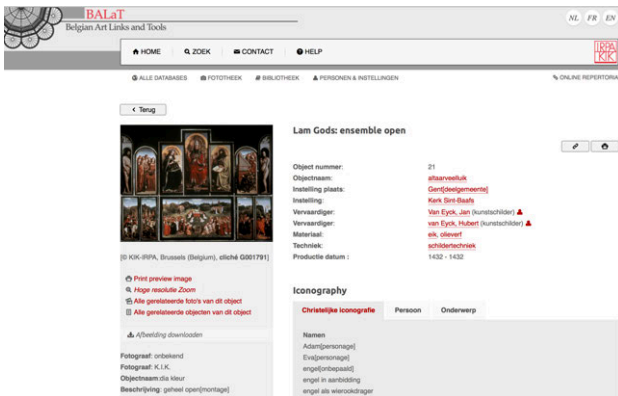 BALaT
Belgian Art Links and Tools
NL FR EN
HOME ZOEK CONTACT HELP
IRPA
KIK
ALLE DATABASES FOTOTHEEK BIBLIOTHEEK PERSONEN & INSTELLINGEN ONLINE REPERTORIA
< Terug
Lam Gods: ensemble open
Object nummer: 21
Objectnaam: altaarveelluik
Instelling plaats: Gent[deelgemeente]
Instelling: Kerk Sint-Baafs
Vervaardiger: Van Eyck, Jan (kunstschilder)
Vervaardiger: van Eyck, Hubert (kunstschilder)
Materiaal: eik, olieverf
Techniek: schildertechniek
Productie datum : 1432 - 1432
[© KIK-IRPA, Brussels (Belgium), cliché G001791]
Print preview image
Hoge resolutie Zoom
Alle gerelateerde foto's van dit object
Alle gerelateerde objecten van dit object
Afbeelding downloaden
Fotograaf: onbekend
Fotograaf: K.I.K.
Objectnaam:dia kleur
Beschrijving: geheel open[montage]
Iconography
Christelijke iconografie Persoon Onderwerp
Namen
Adam[personage]
Eva[personage]
engel[onbepaald]
engel in aanbidding
engel als wierookdrager